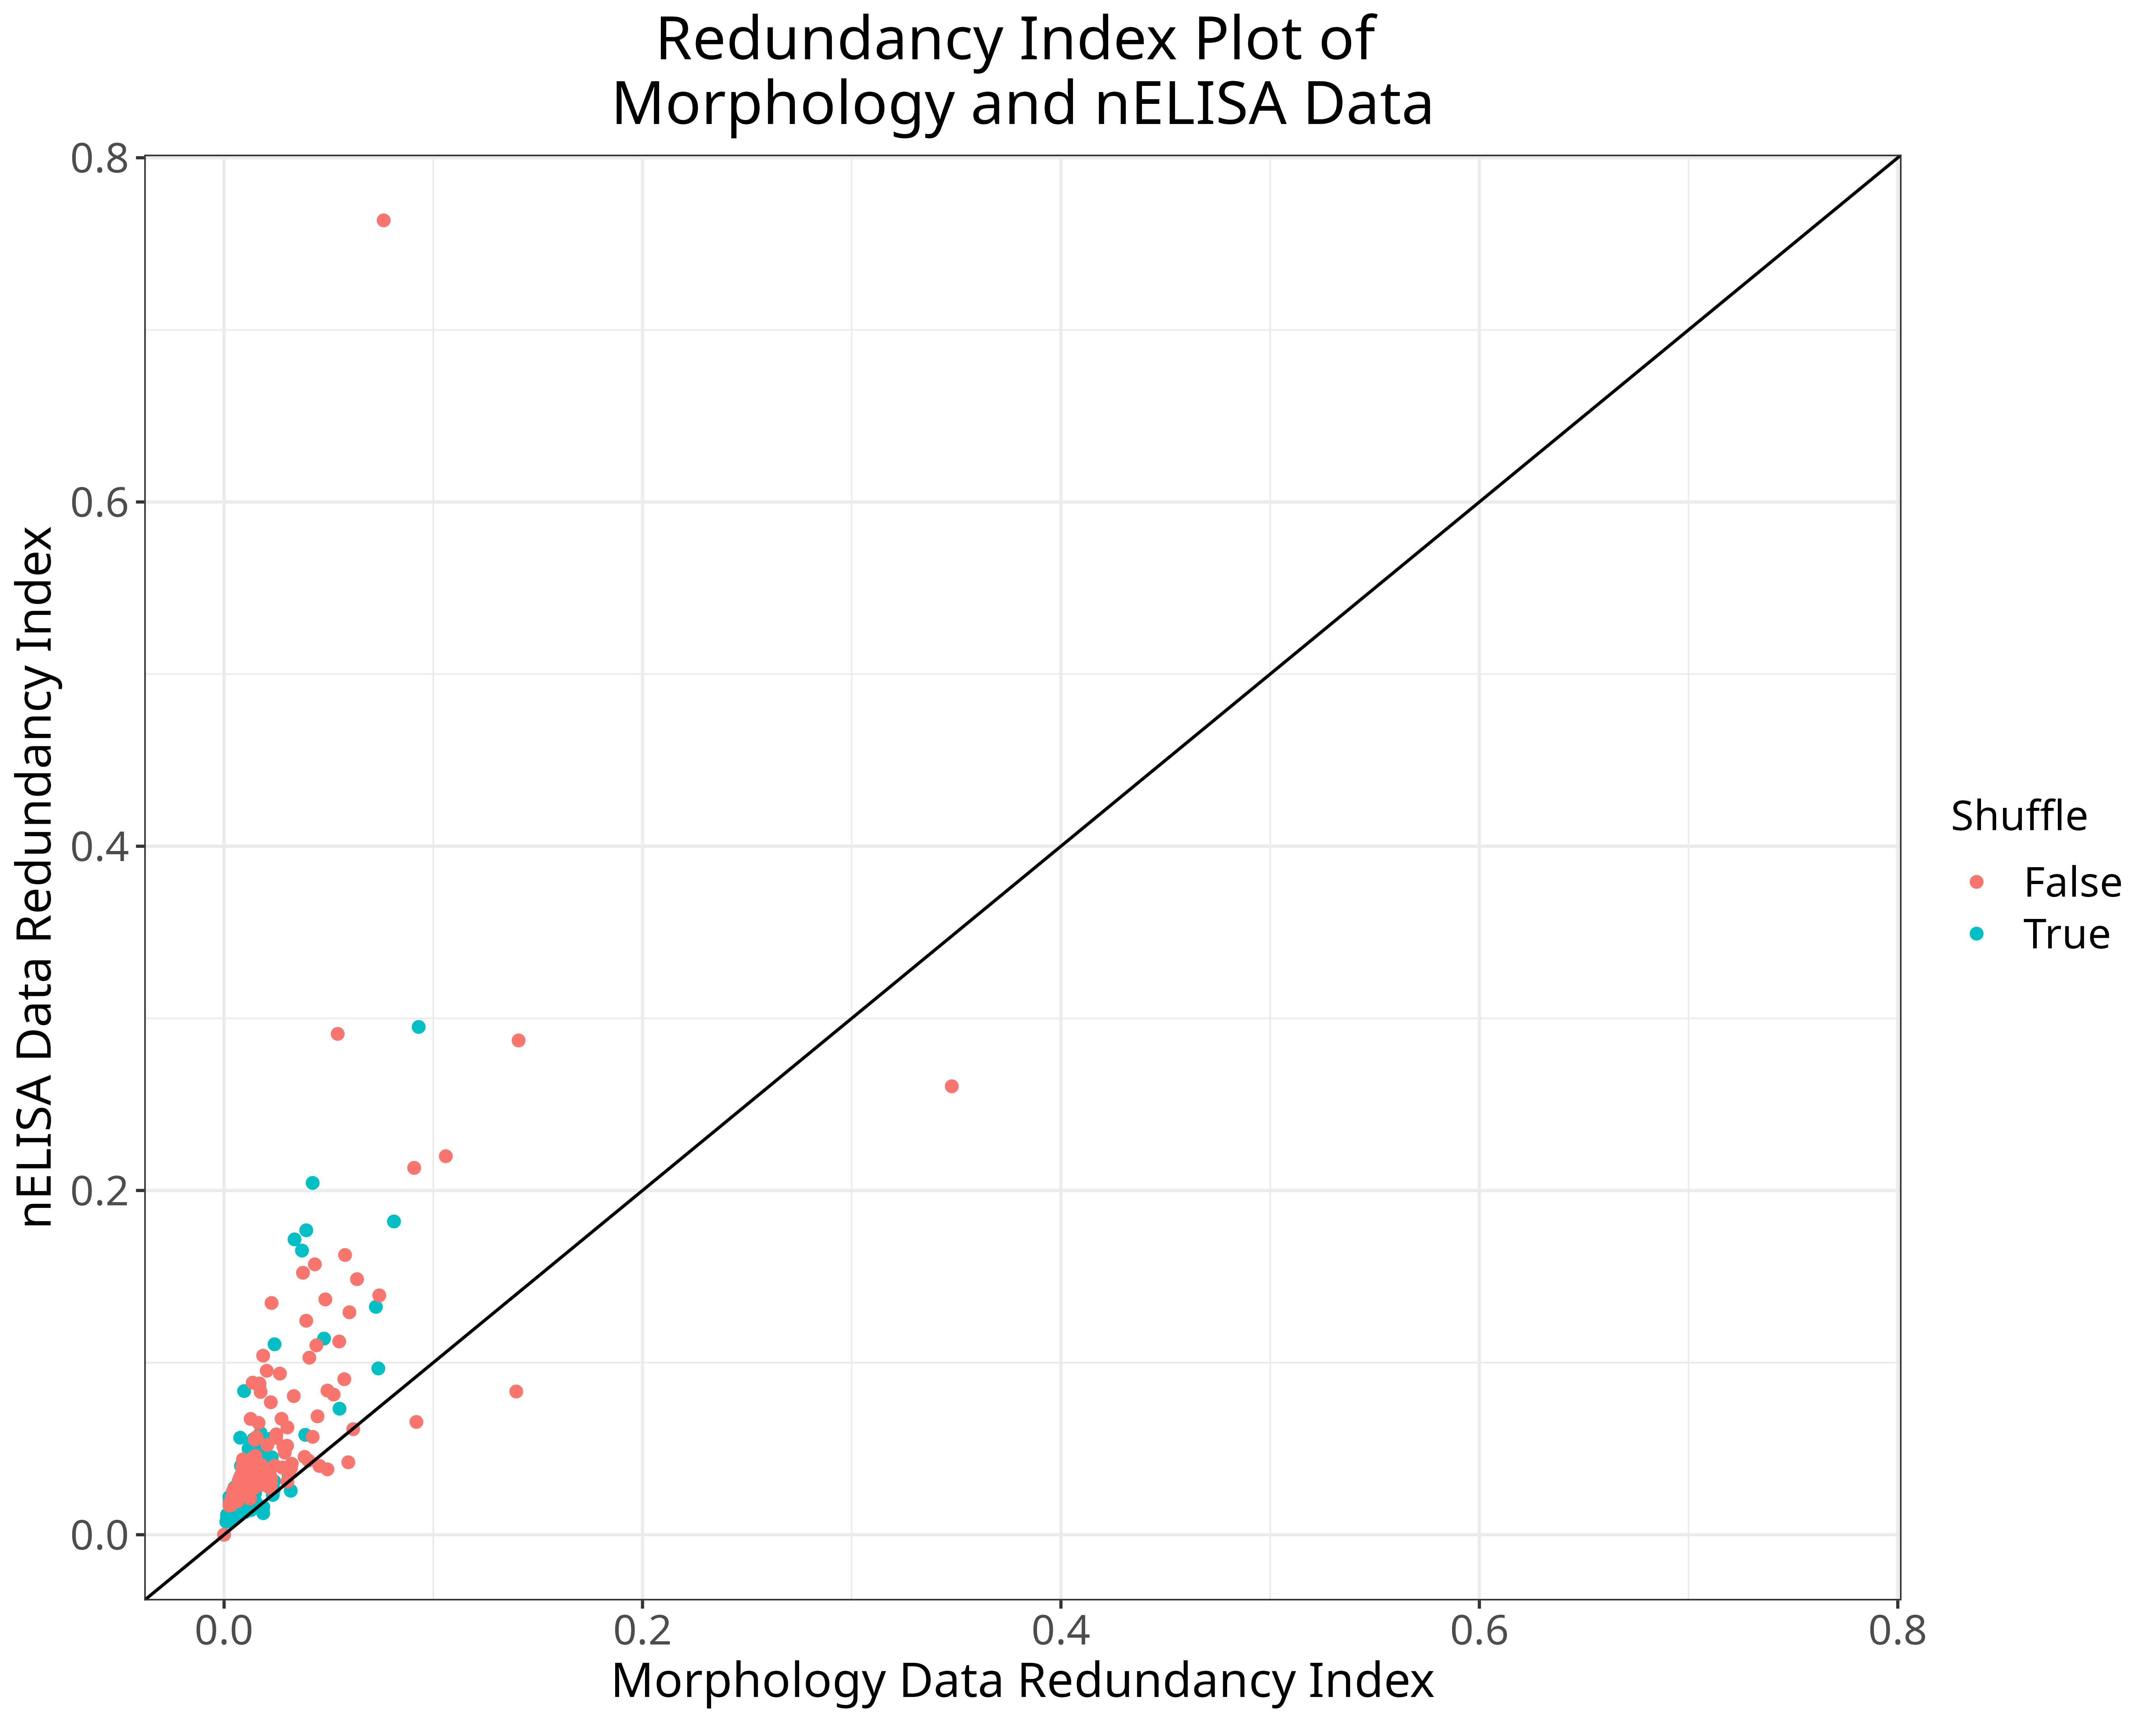 Redundancy Index Plot of
Morphology and nELISA Data
nELISA Data Redundancy Index
0.8
0.6
0.4
0.2
0.0
0.0 0.2 0.4 0.6 0.8
Morphology Data Redundancy Index
Shuffle
False
True